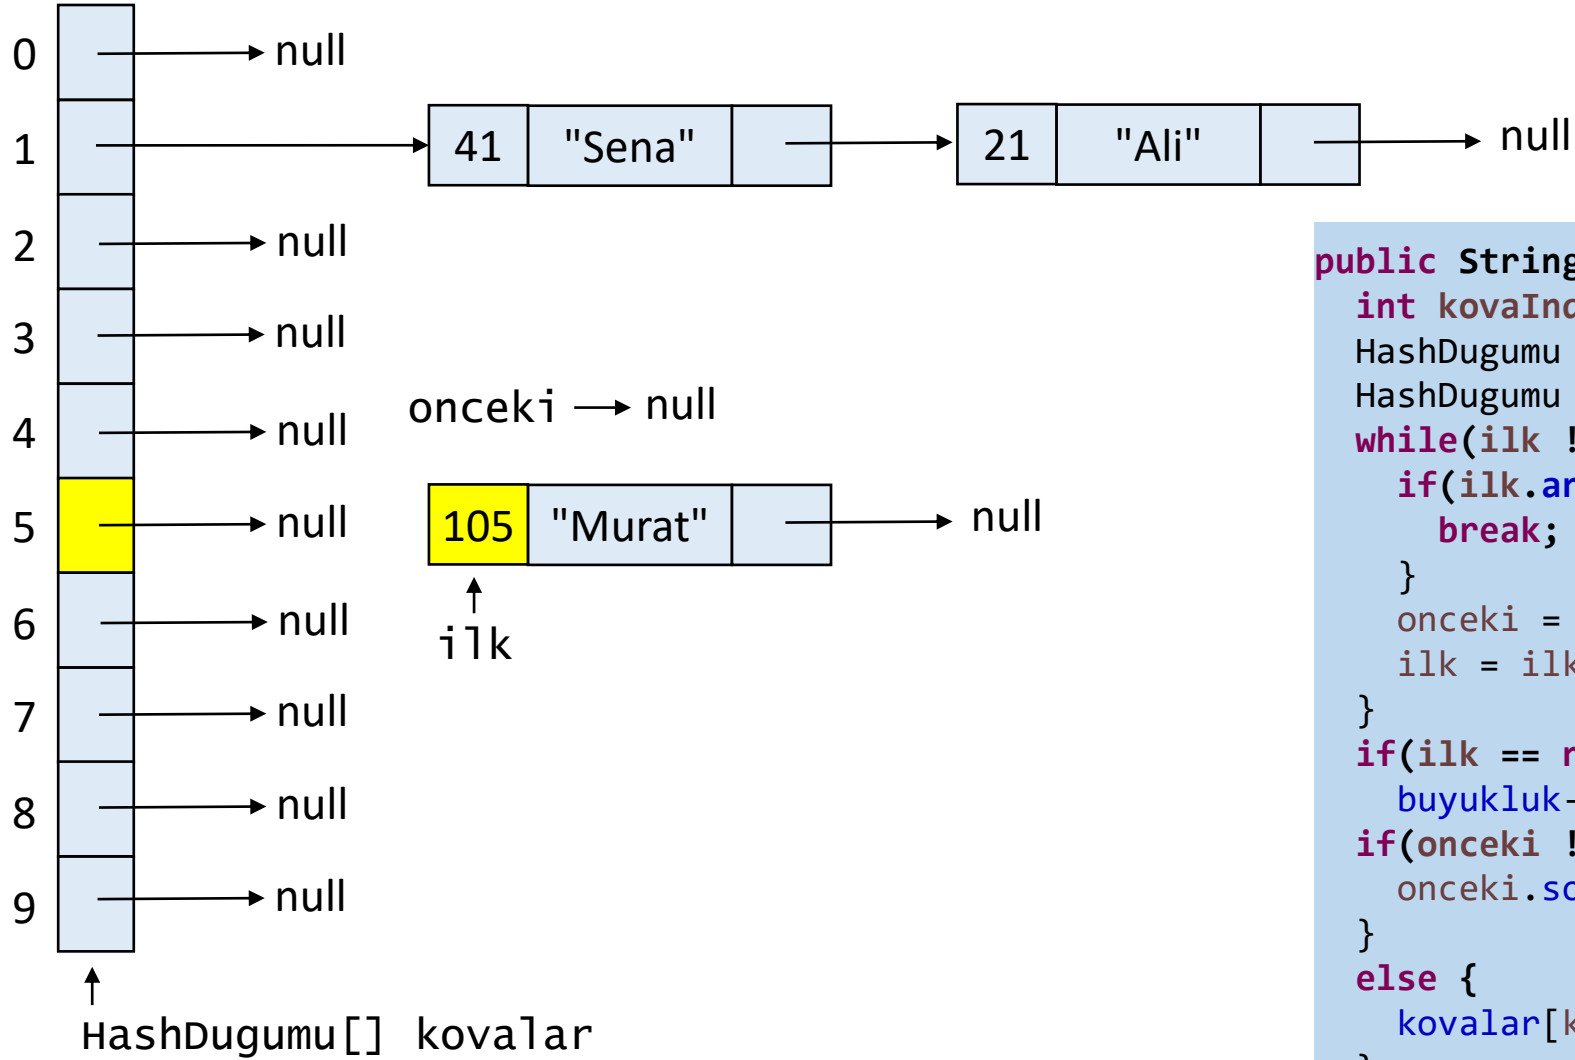 0 null
1 41 "Sena" 21 "Ali" null
2 null
3 null
4 null
onceki null
5 null 105 "Murat" null
ilk
6 null
7 null
8 null
9 null
HashDugumu[] kovalar
public String
int kovaInd
HashDugumu
HashDugumu
while(ilk !
if(ilk.an
break;
}
onceki =
ilk = ilk
}
if(ilk == n
buyukluk-
if(onceki !
onceki.so
}
else {
kovalar[k
}